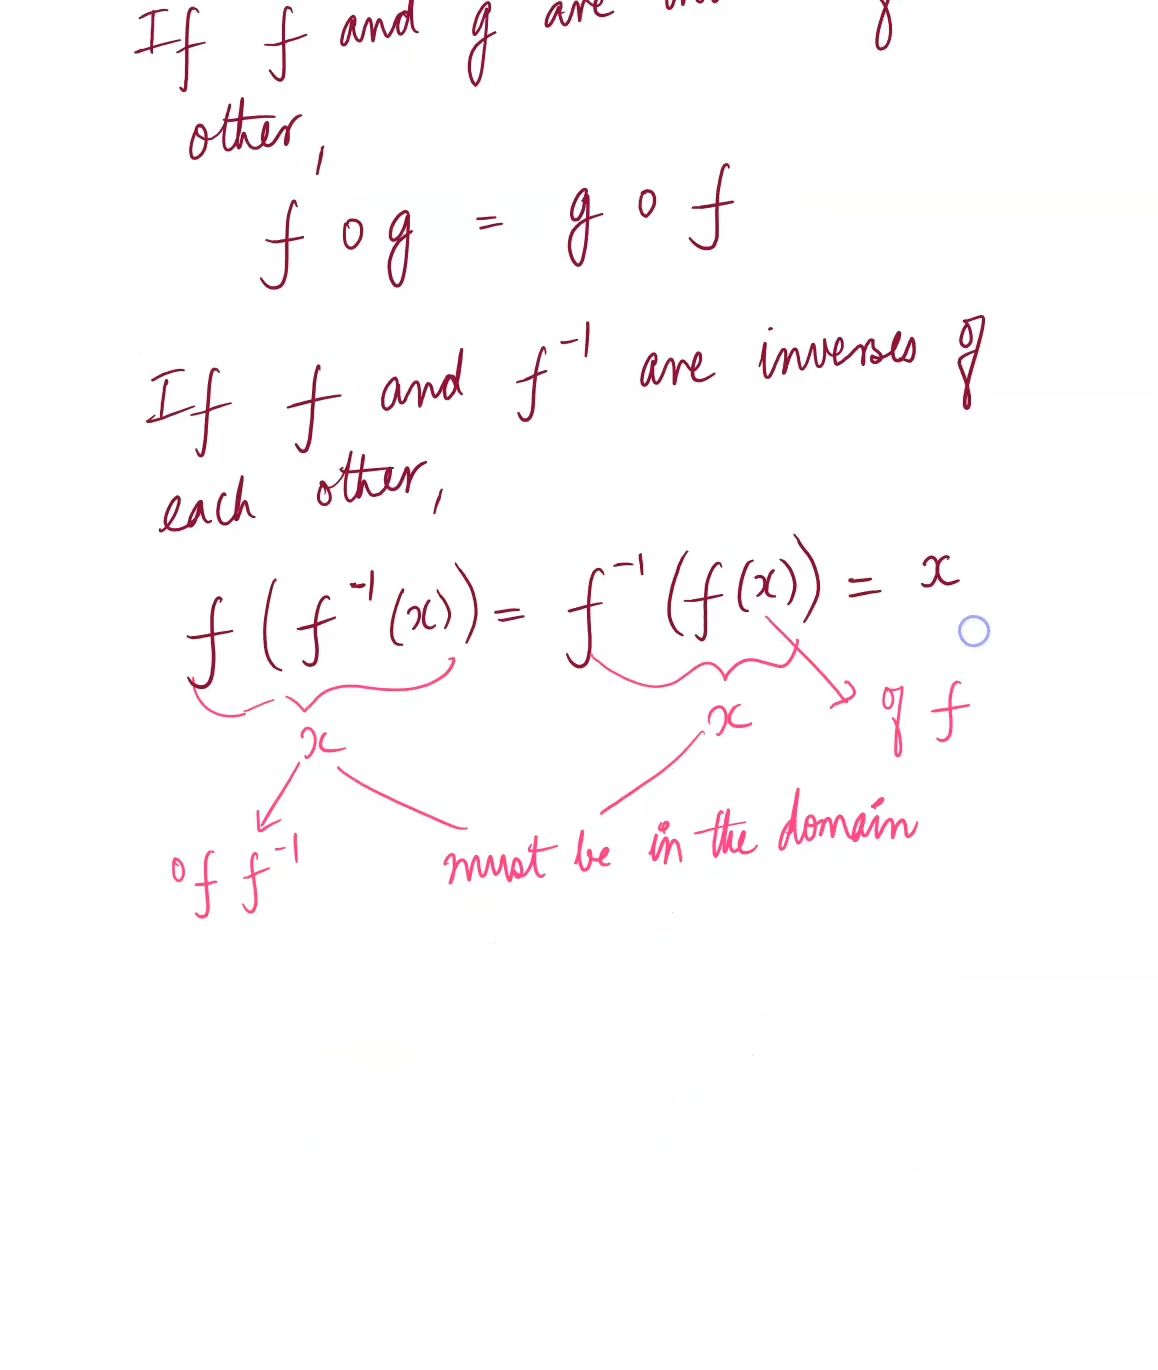 If f and g are
other,
f o g = g o f
If f and f⁻¹ are inverses of
each other,
f(f⁻¹(x)) = f⁻¹(f(x)) = x
x
x
of f
of f⁻¹
must be in the domain